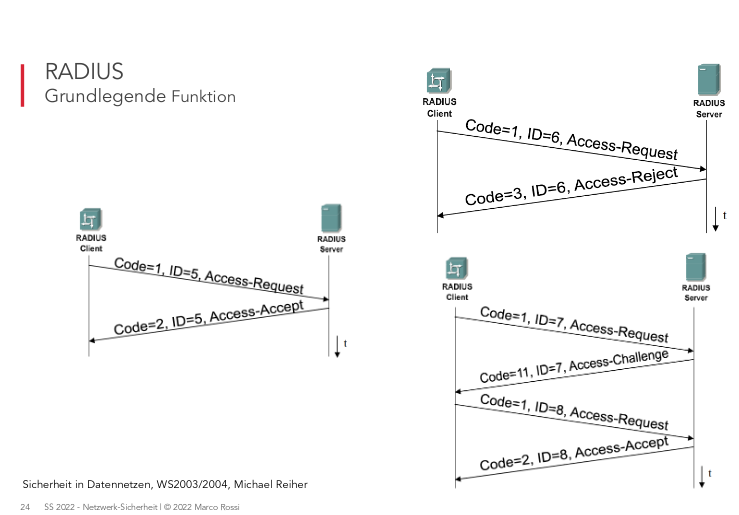 RADIUS
Grundlegende Funktion
RADIUS
Client
RADIUS
Server
Code=1, ID=5, Access-Request
Code=2, ID=5, Access-Accept
t
RADIUS
Client
RADIUS
Server
Code=1, ID=6, Access-Request
Code=3, ID=6, Access-Reject
t
RADIUS
Client
RADIUS
Server
Code=1, ID=7, Access-Request
Code=11, ID=7, Access-Challenge
Code=1, ID=8, Access-Request
Code=2, ID=8, Access-Accept
t
Sicherheit in Datennetzen, WS2003/2004, Michael Reiher
24 SS 2022 - Netzwerk-Sicherheit | © 2022 Marco Rossi